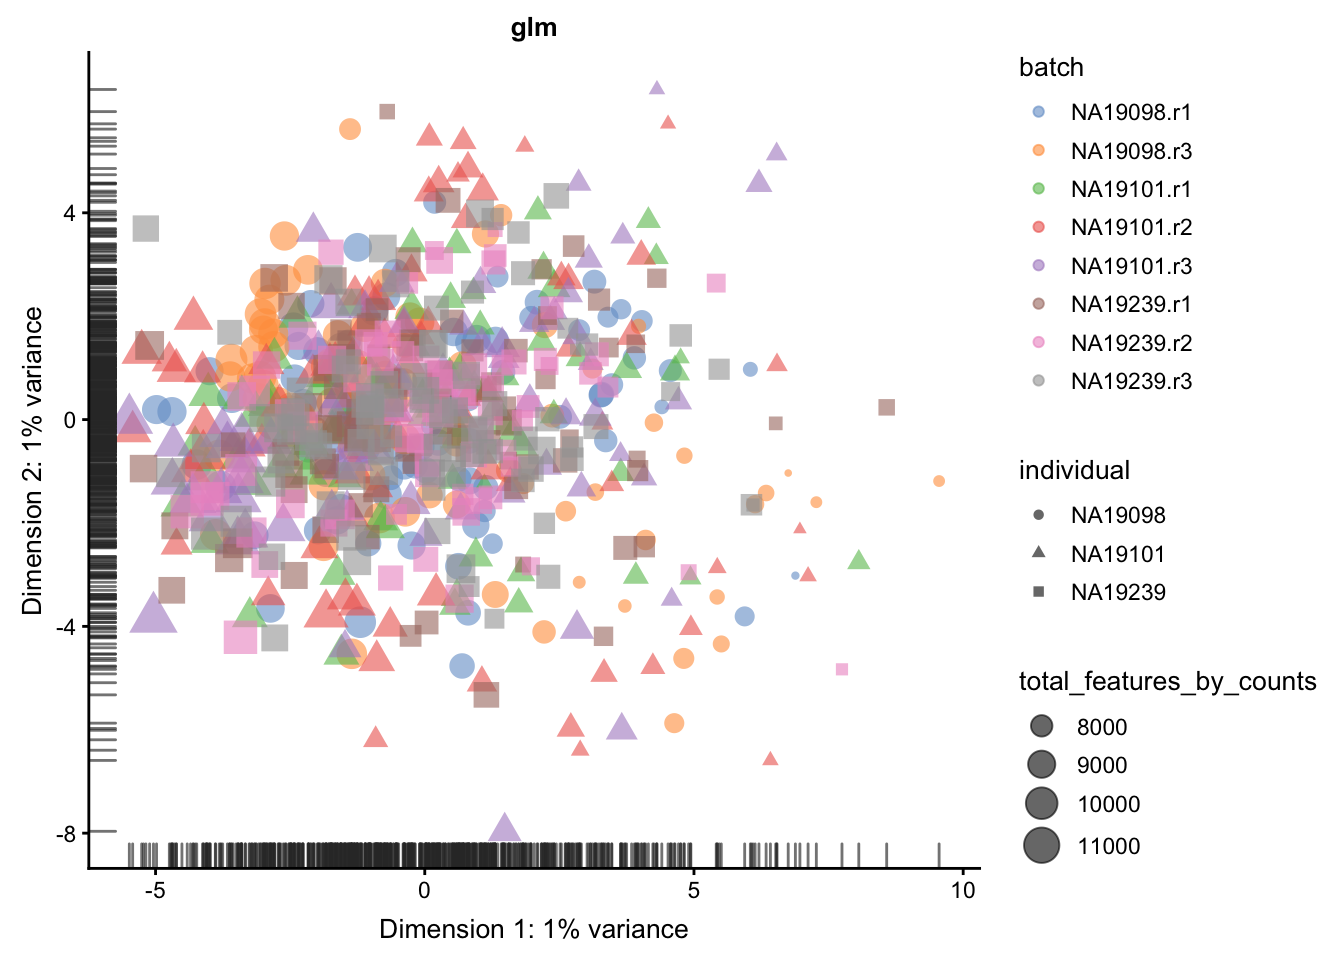 glm
Dimension 2: 1% variance
4
0
-4
-8
-5
0
5
10
Dimension 1: 1% variance
batch
NA19098.r1
NA19098.r3
NA19101.r1
NA19101.r2
NA19101.r3
NA19239.r1
NA19239.r2
NA19239.r3
individual
NA19098
NA19101
NA19239
total_features_by_counts
8000
9000
10000
11000